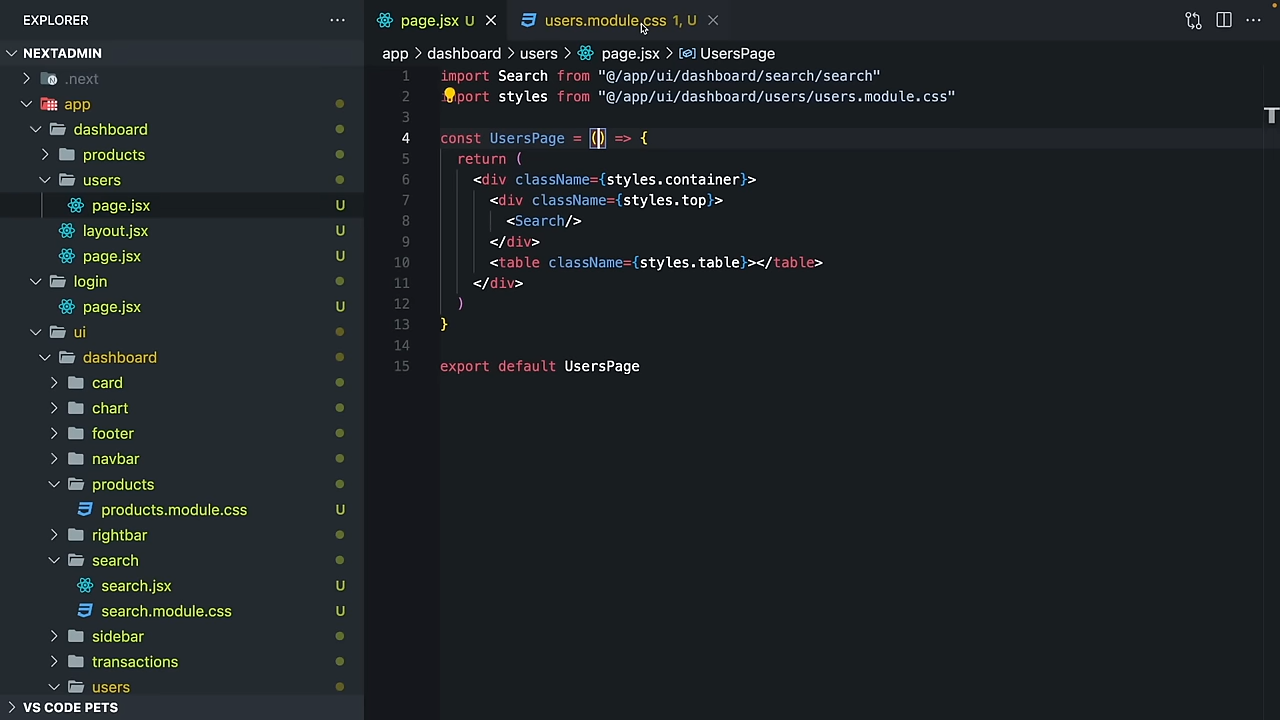 EXPLORER
NEXTADMIN
.next
app
dashboard
products
users
page.jsx U
layout.jsx U
page.jsx U
login
page.jsx U
ui
dashboard
card
chart
footer
navbar
products
products.module.css U
rightbar
search
search.jsx U
search.module.css U
sidebar
transactions
users
VS CODE PETS
page.jsx U
users.module.css 1, U
app > dashboard > users > page.jsx > UsersPage
1 import Search from "@/app/ui/dashboard/search/search"
2 import styles from "@/app/ui/dashboard/users/users.module.css"
3
4 const UsersPage = () => {
5 return (
6 <div className={styles.container}>
7 <div className={styles.top}>
8 <Search/>
9 </div>
10 <table className={styles.table}></table>
11 </div>
12 )
13 }
14
15 export default UsersPage